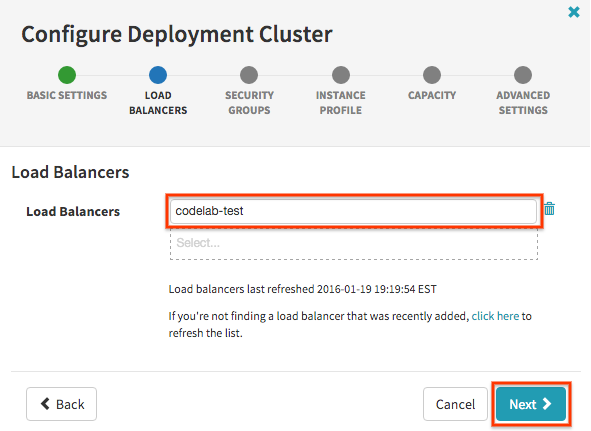 Configure Deployment Cluster
BASIC SETTINGS
LOAD
BALANCERS
SECURITY
GROUPS
INSTANCE
PROFILE
CAPACITY
ADVANCED
SETTINGS
Load Balancers
Load Balancers
codelab-test
Select...
Load balancers last refreshed 2016-01-19 19:19:54 EST
If you're not finding a load balancer that was recently added, click here to
refresh the list.
Back
Cancel
Next